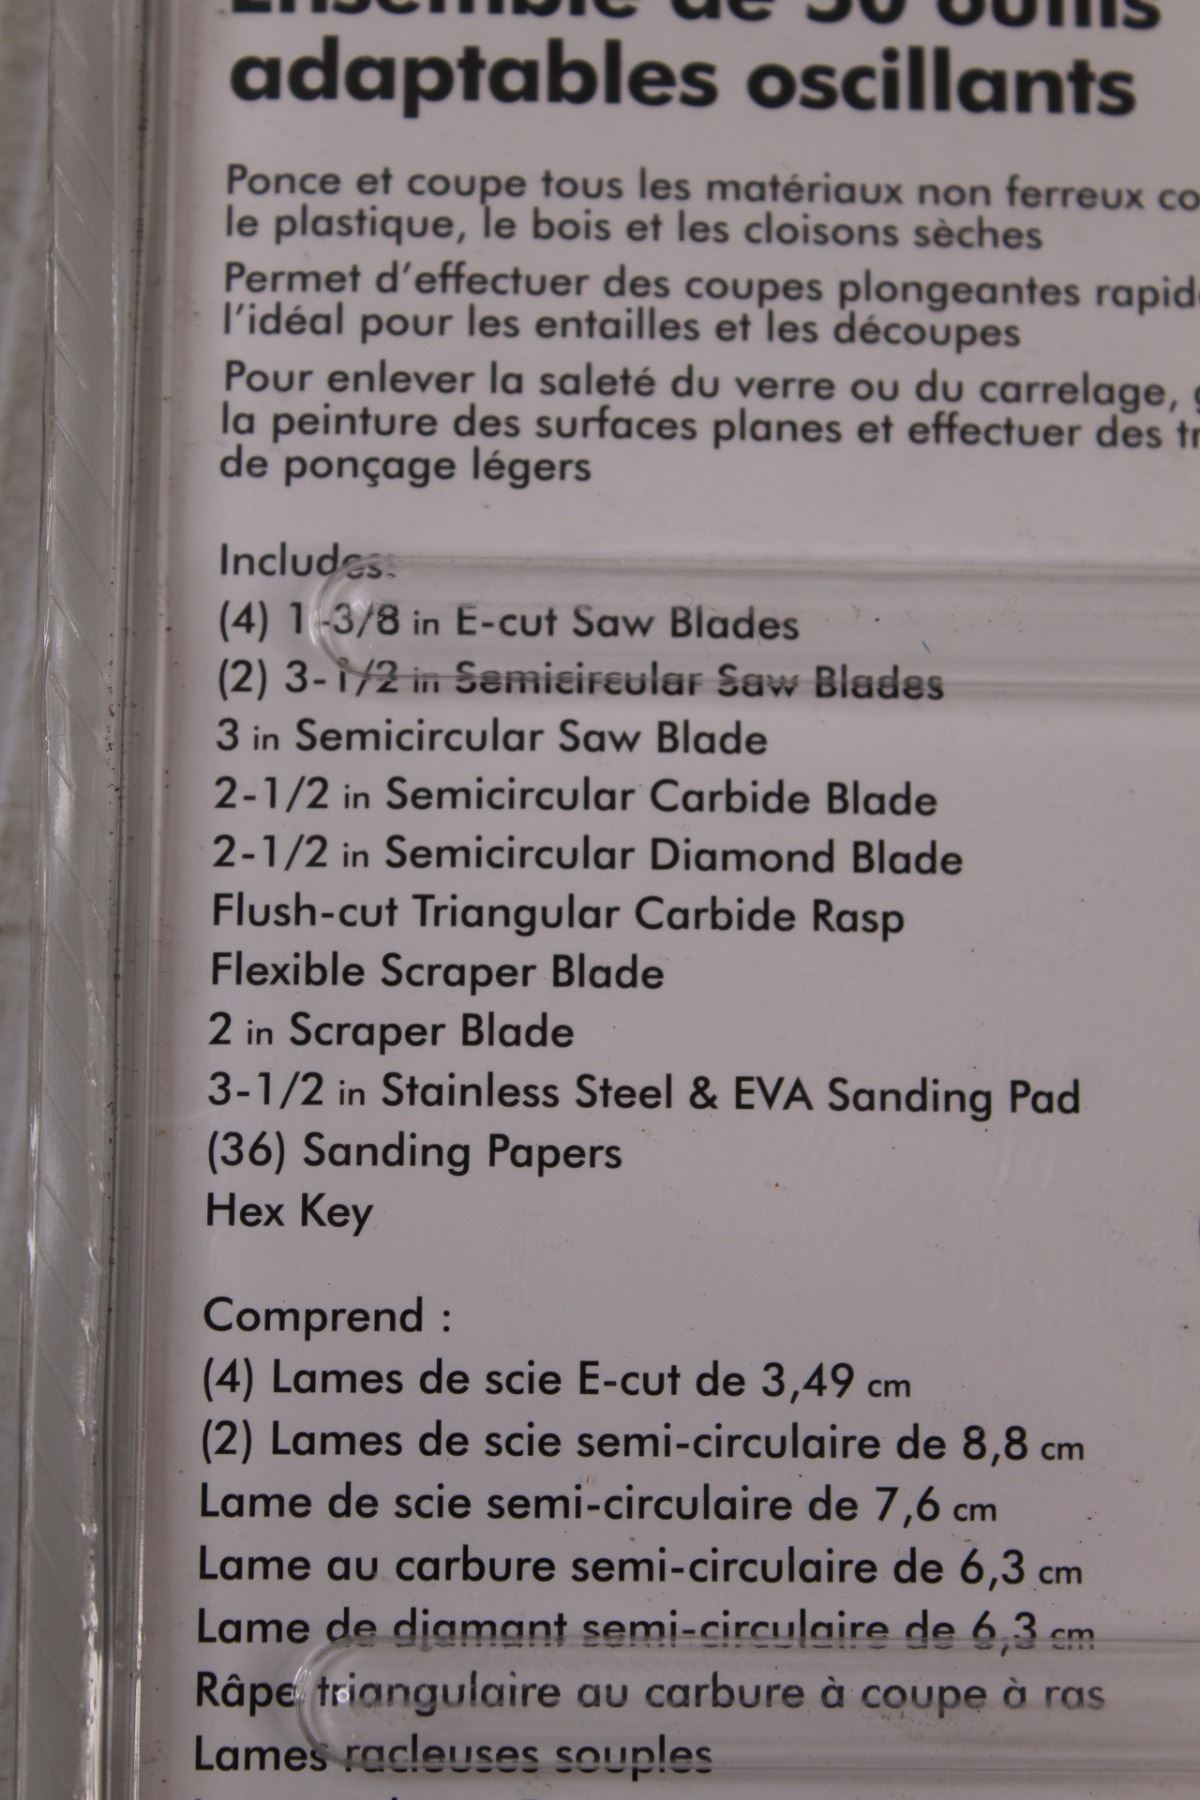 Ensemble de 50 outils
adaptables oscillants
Ponce et coupe tous les matériaux non ferreux co
le plastique, le bois et les cloisons sèches
Permet d'effectuer des coupes plongeantes rapid
l'idéal pour les entailles et les découpes
Pour enlever la saleté du verre ou du carrelage,
la peinture des surfaces planes et effectuer des tr
de ponçage légers
Includes:
(4) 1-3/8 in E-cut Saw Blades
(2) 3-1/2 in Semicircular Saw Blades
3 in Semicircular Saw Blade
2-1/2 in Semicircular Carbide Blade
2-1/2 in Semicircular Diamond Blade
Flush-cut Triangular Carbide Rasp
Flexible Scraper Blade
2 in Scraper Blade
3-1/2 in Stainless Steel & EVA Sanding Pad
(36) Sanding Papers
Hex Key
Comprend :
(4) Lames de scie E-cut de 3,49 cm
(2) Lames de scie semi-circulaire de 8,8 cm
Lame de scie semi-circulaire de 7,6 cm
Lame au carbure semi-circulaire de 6,3 cm
Lame de diamant semi-circulaire de 6,3 cm
Râpe triangulaire au carbure à coupe à ras
Lames racleuses souples